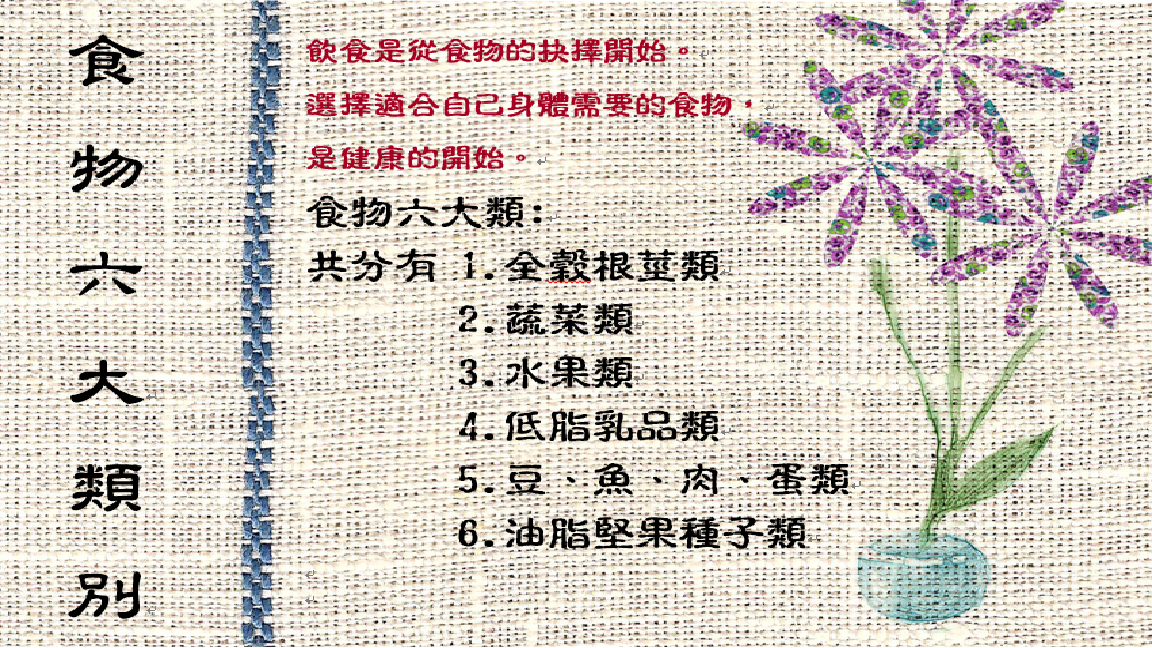 食物六大類別
飲食是從食物的抉擇開始。
選擇適合自己身體需要的食物，
是健康的開始。
食物六大類：
共分有 1.全穀根莖類
2.蔬菜類
3.水果類
4.低脂乳品類
5.豆、魚、肉、蛋類
6.油脂堅果種子類